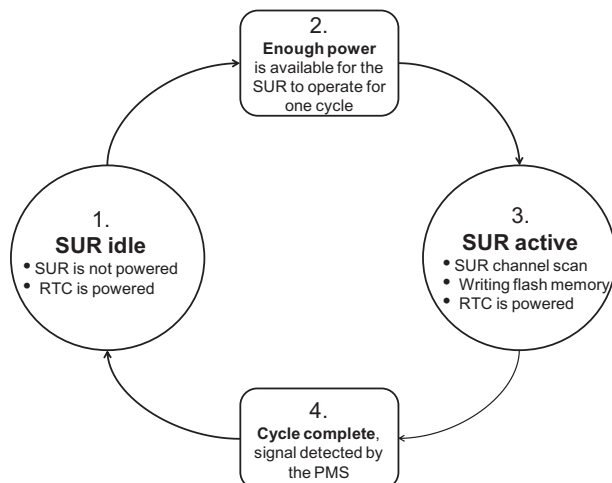 2.
Enough power
is available for the
SUR to operate for
one cycle
1.
SUR idle
• SUR is not powered
• RTC is powered
3.
SUR active
• SUR channel scan
• Writing flash memory
• RTC is powered
4.
Cycle complete,
signal detected by
the PMS